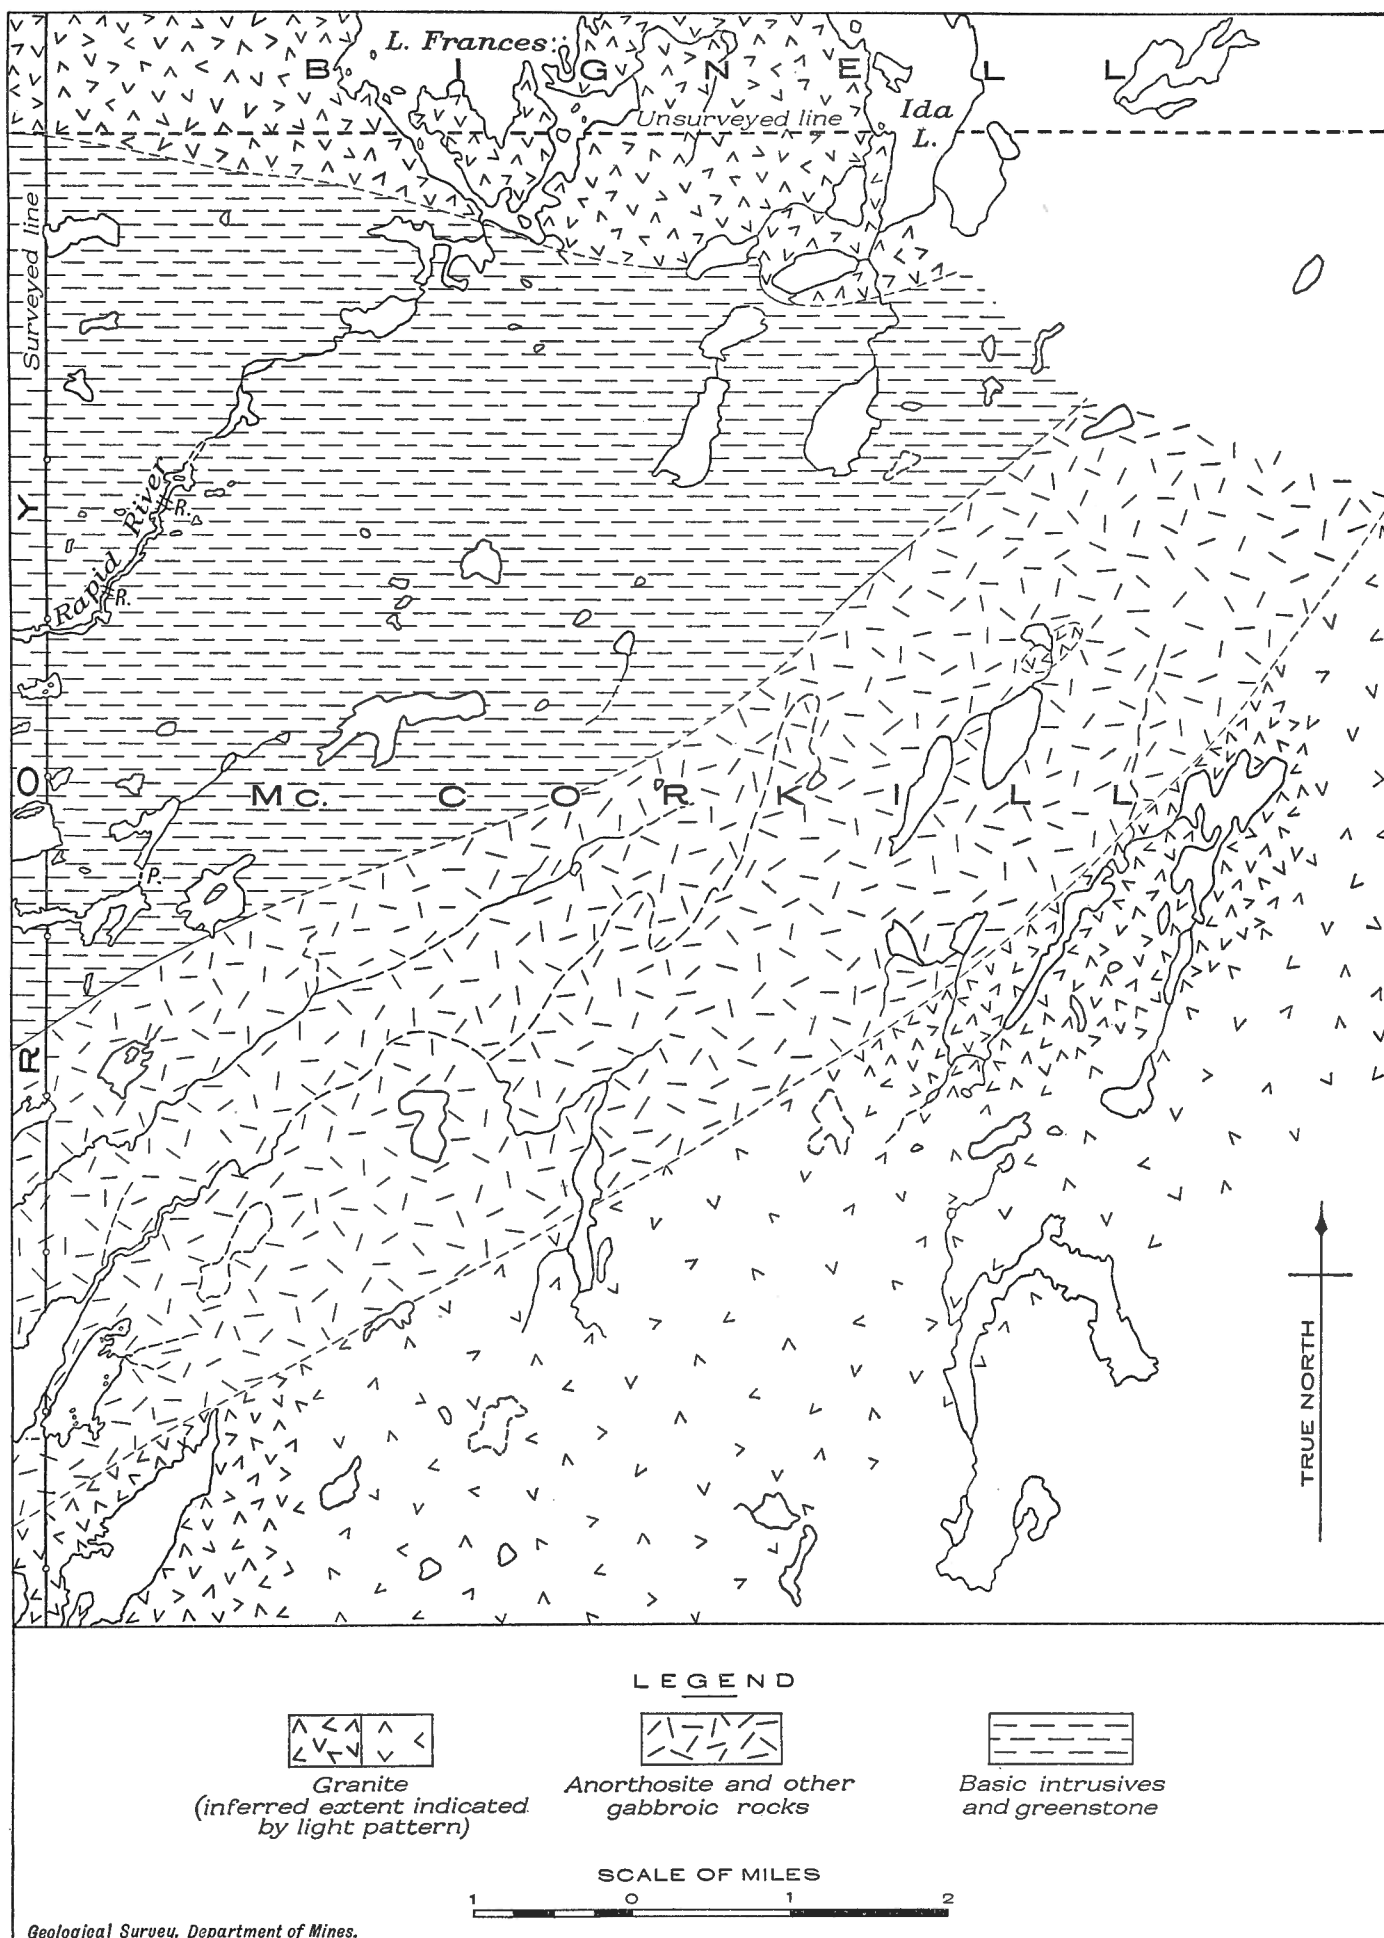 L. Frances
B I G N E L L
Unsurveyed line
Ida
L.
Surveyed line
R O Y
Rapid River
R.
R.
Mc. C O R K I L L
P.
TRUE NORTH
LEGEND
Granite
(inferred extent indicated
by light pattern)
Anorthosite and other
gabbroic rocks
Basic intrusives
and greenstone
SCALE OF MILES
1 0 1 2
Geological Survey, Department of Mines.